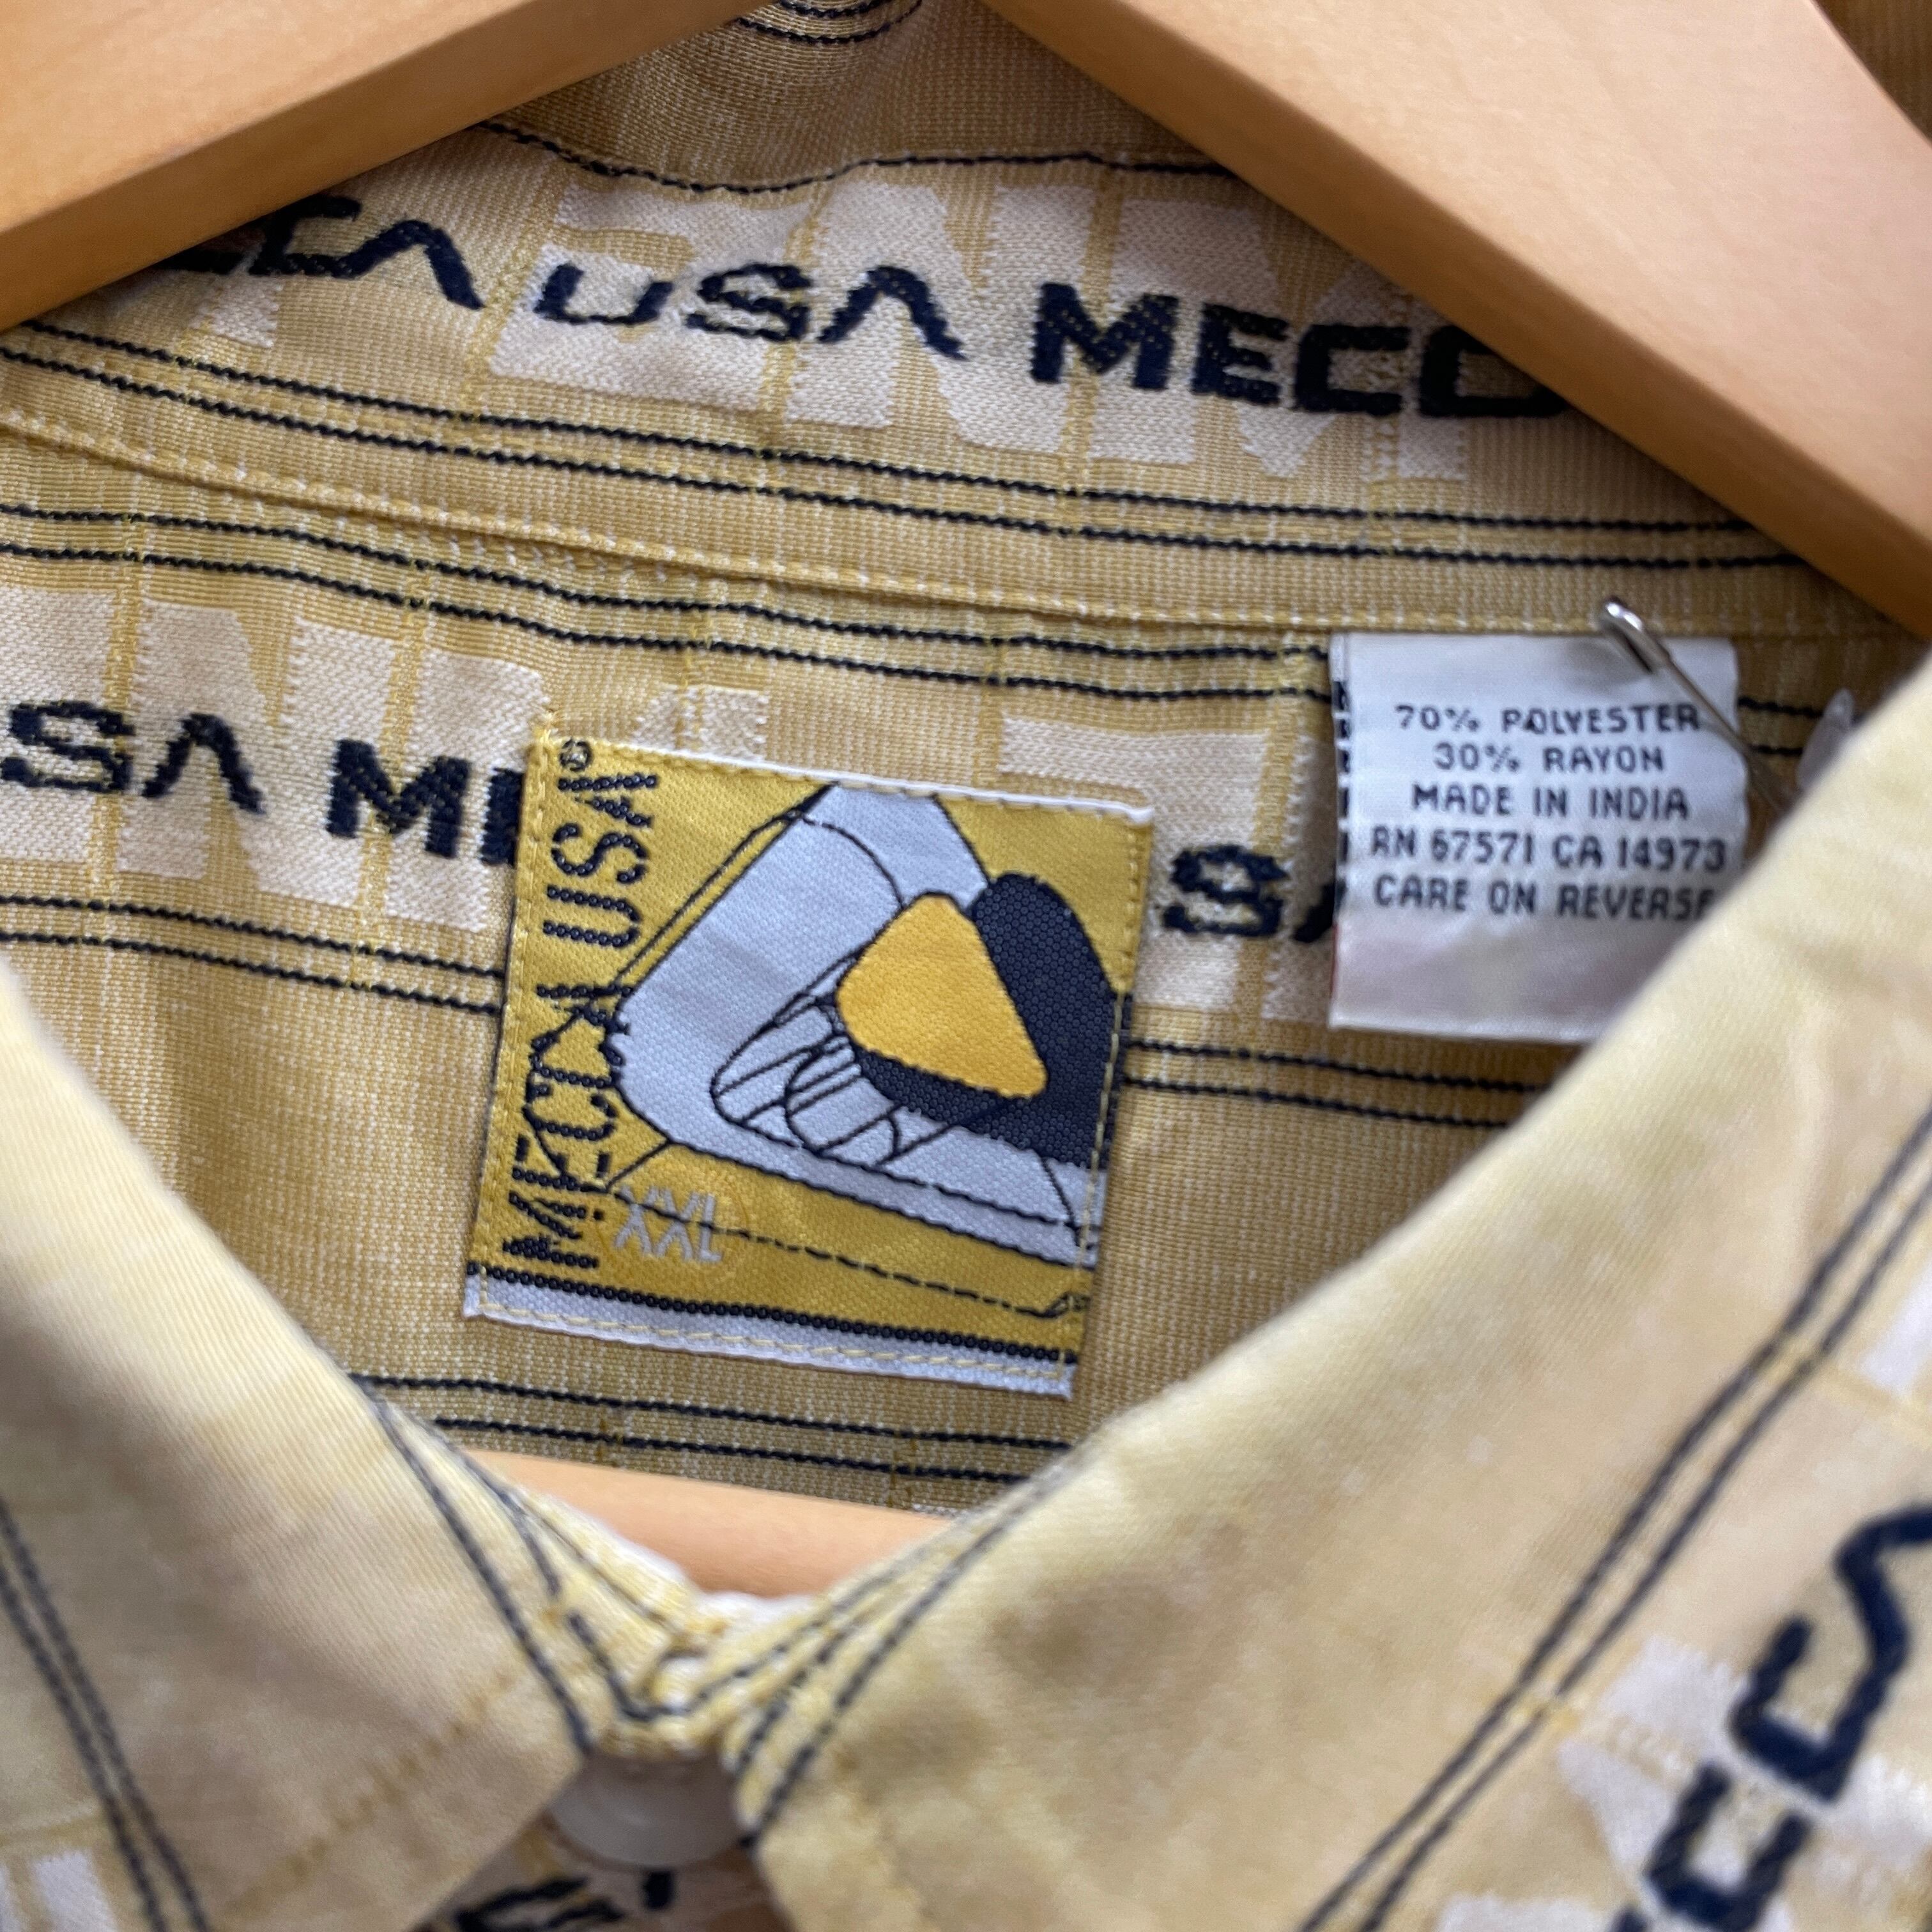 CCA USA MECC
SA
MECCA USA©
XXL
70% POLYESTER
30% RAYON
MADE IN INDIA
RN 67571 CA 14973
CARE ON REVERSE